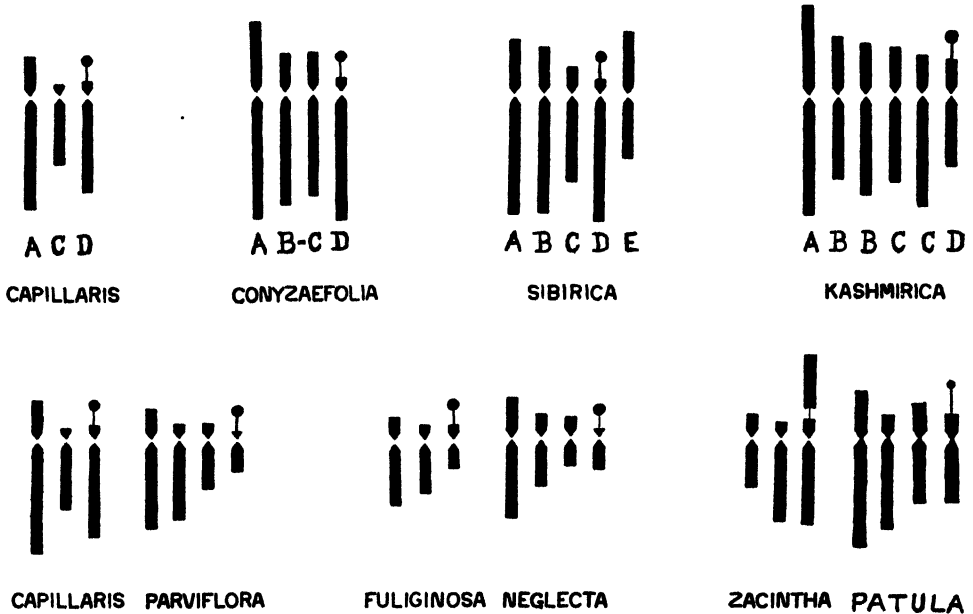 A C D A B-C D A B C D E A B B C C D
CAPILLARIS CONYZAEFOLIA SIBIRICA KASHMIRICA
CAPILLARIS PARVIFLORA FULIGINOSA NEGLECTA ZACINTHA PATULA